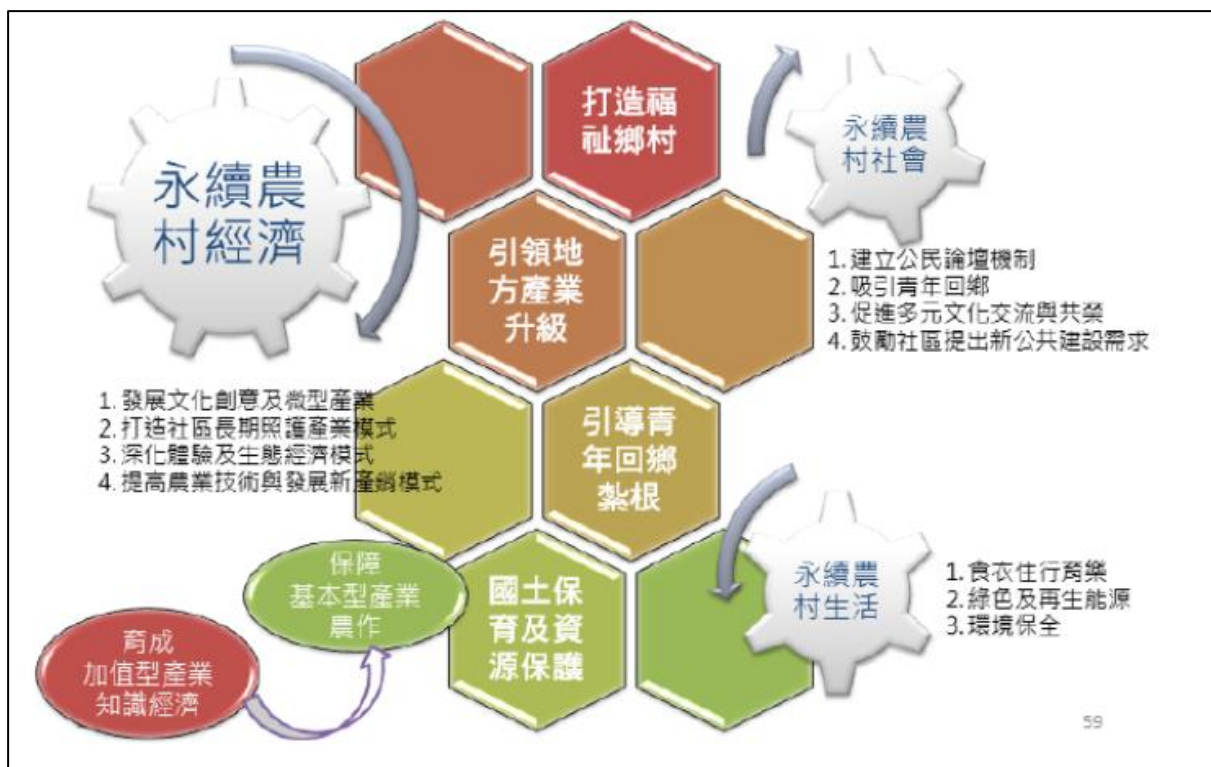 永續農
村經濟
1. 發展文化創意及微型產業
2. 打造社區長期照護產業模式
3. 深化體驗及生態經濟模式
4. 提高農業技術與發展新產銷模式
打造福
祉鄉村
引領地
方產業
升級
引導青
年回鄉
紮根
國土保
育及資
源保護
永續農
村社會
1. 建立公民論壇機制
2. 吸引青年回鄉
3. 促進多元文化交流與共榮
4. 鼓勵社區提出新公共建設需求
永續農
村生活
1. 食衣住行育樂
2. 綠色及再生能源
3. 環境保全
保障
基本型產業
農作
育成
加值型產業
知識經濟
59